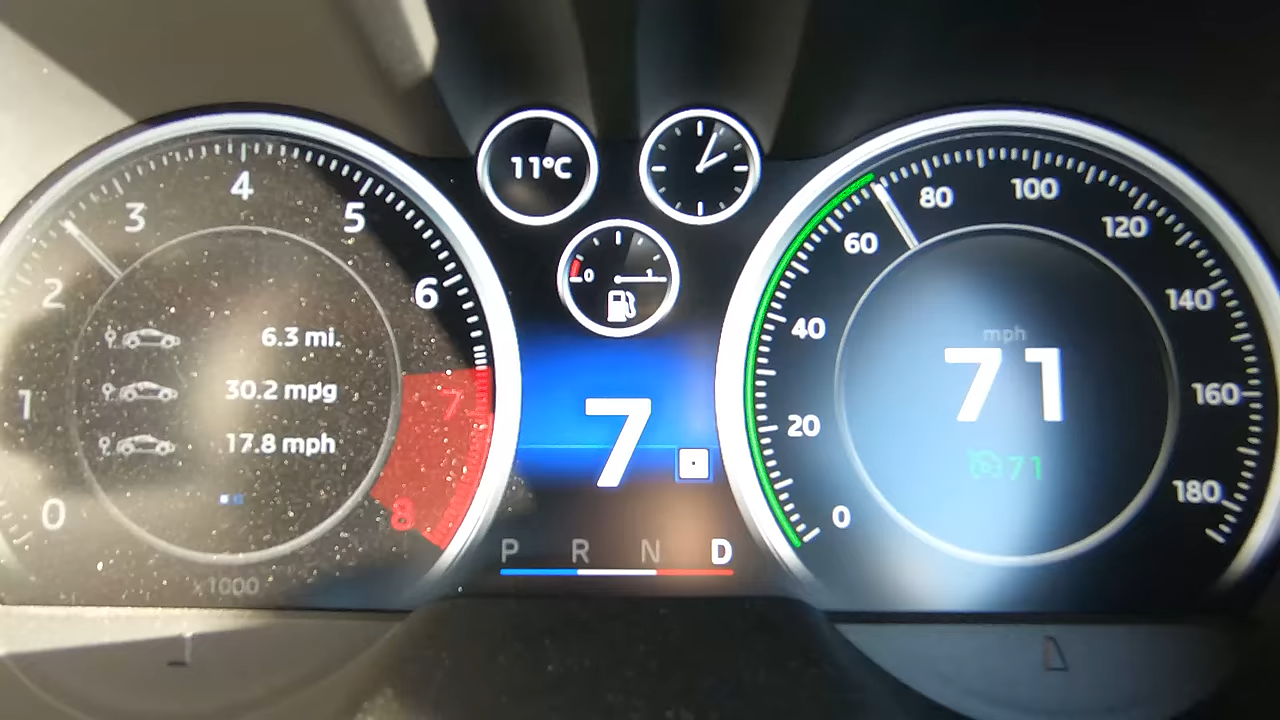 11°C
0 1
0 1 2 3 4 5 6 7 8
x1000
6.3 mi.
30.2 mpg
17.8 mph
7
P R N D
0 20 40 60 80 100 120 140 160 180
mph
71
71